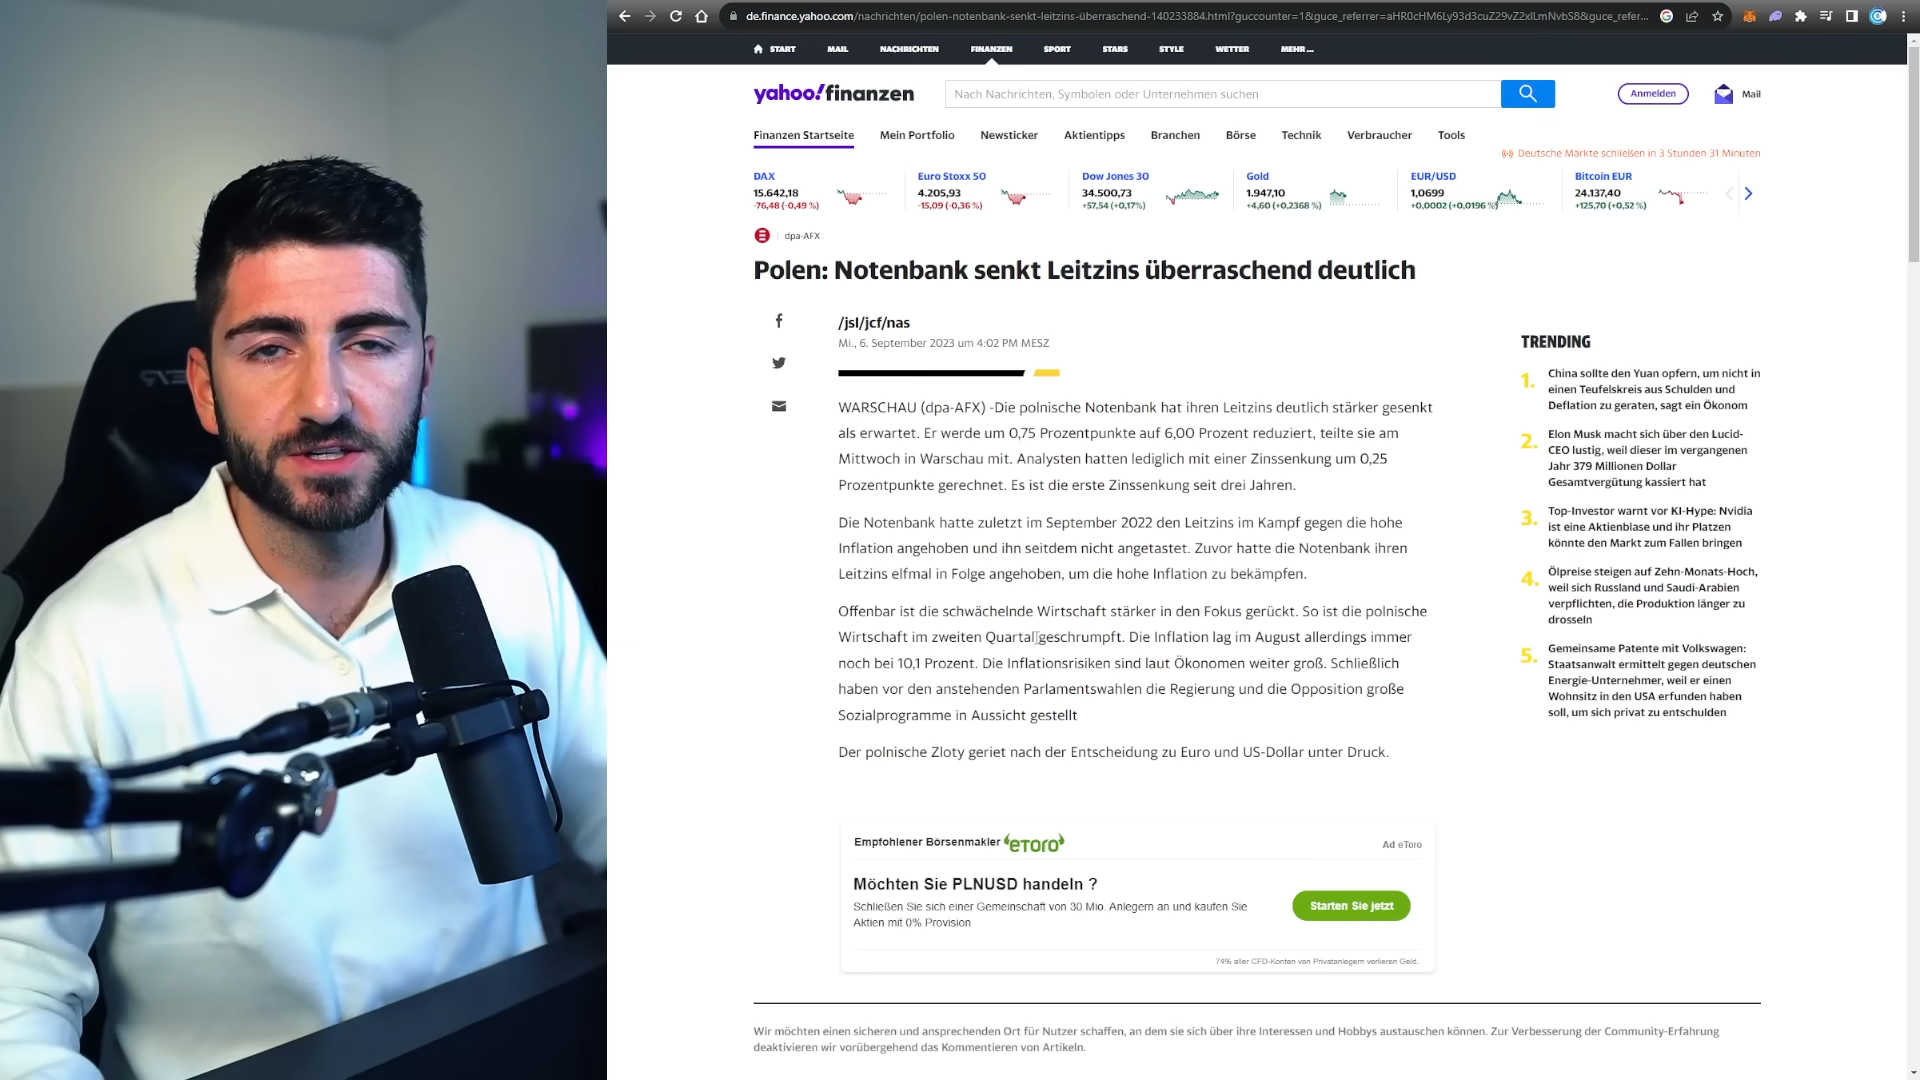 de.finance.yahoo.com/nachrichten/polen-notenbank-senkt-leitzins-überraschend-140233884.html?guccounter=1&guce_referrer=aHR0cHM6Ly93d3cuZ29vZ2xlLmNvbS8&guce_refer...
START MAIL NACHRICHTEN FINANZEN SPORT STARS STYLE WETTER MEHR ...
yahoo!finanzen
Nach Nachrichten, Symbolen oder Unternehmen suchen
Anmelden
Mail
Finanzen Startseite Mein Portfolio Newsticker Aktientipps Branchen Börse Technik Verbraucher Tools
Deutsche Märkte schließen in 3 Stunden 31 Minuten
DAX
15.642,18
-76,48 (-0,49 %)
Euro Stoxx 50
4.205,93
-15,09 (-0,36 %)
Dow Jones 30
34.500,73
+57,54 (+0,17%)
Gold
1.947,10
+4,60 (+0,2368 %)
EUR/USD
1,0699
+0,0002 (+0,0196 %)
Bitcoin EUR
24.137,40
+125,70 (+0,52 %)
dpa-AFX
Polen: Notenbank senkt Leitzins überraschend deutlich
/jsl/jcf/nas
Mi., 6. September 2023 um 4:02 PM MESZ
WARSCHAU (dpa-AFX) -Die polnische Notenbank hat ihren Leitzins deutlich stärker gesenkt
als erwartet. Er werde um 0,75 Prozentpunkte auf 6,00 Prozent reduziert, teilte sie am
Mittwoch in Warschau mit. Analysten hatten lediglich mit einer Zinssenkung um 0,25
Prozentpunkte gerechnet. Es ist die erste Zinssenkung seit drei Jahren.
Die Notenbank hatte zuletzt im September 2022 den Leitzins im Kampf gegen die hohe
Inflation angehoben und ihn seitdem nicht angetastet. Zuvor hatte die Notenbank ihren
Leitzins elfmal in Folge angehoben, um die hohe Inflation zu bekämpfen.
Offenbar ist die schwächelnde Wirtschaft stärker in den Fokus gerückt. So ist die polnische
Wirtschaft im zweiten Quartal geschrumpft. Die Inflation lag im August allerdings immer
noch bei 10,1 Prozent. Die Inflationsrisiken sind laut Ökonomen weiter groß. Schließlich
haben vor den anstehenden Parlamentswahlen die Regierung und die Opposition große
Sozialprogramme in Aussicht gestellt
Der polnische Zloty geriet nach der Entscheidung zu Euro und US-Dollar unter Druck.
TRENDING
1. China sollte den Yuan opfern, um nicht in
einen Teufelskreis aus Schulden und
Deflation zu geraten, sagt ein Ökonom
2. Elon Musk macht sich über den Lucid-
CEO lustig, weil dieser im vergangenen
Jahr 379 Millionen Dollar
Gesamtvergütung kassiert hat
3. Top-Investor warnt vor KI-Hype: Nvidia
ist eine Aktienblase und ihr Platzen
könnte den Markt zum Fallen bringen
4. Ölpreise steigen auf Zehn-Monats-Hoch,
weil sich Russland und Saudi-Arabien
verpflichten, die Produktion länger zu
drosseln
5. Gemeinsame Patente mit Volkswagen:
Staatsanwalt ermittelt gegen deutschen
Energie-Unternehmer, weil er einen
Wohnsitz in den USA erfunden haben
soll, um sich privat zu entschulden
Empfohlener Börsenmakler eToro
Ad eToro
Möchten Sie PLNUSD handeln ?
Schließen Sie sich einer Gemeinschaft von 30 Mio. Anlegern an und kaufen Sie
Aktien mit 0% Provision
Starten Sie jetzt
74% aller CFD-Konten von Privatanlegern verlieren Geld.
Wir möchten einen sicheren und ansprechenden Ort für Nutzer schaffen, an dem sie sich über ihre Interessen und Hobbys austauschen können. Zur Verbesserung der Community-Erfahrung
deaktivieren wir vorübergehend das Kommentieren von Artikeln.